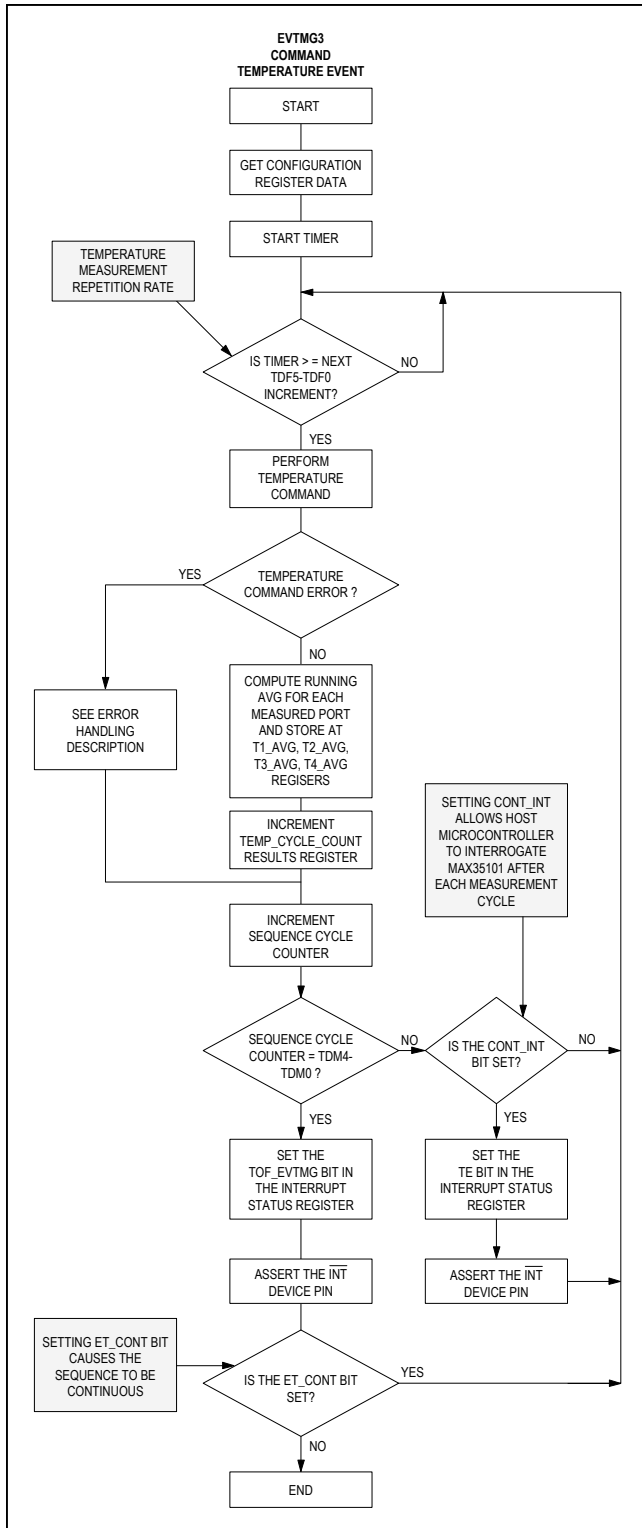 EVTMG3
COMMAND
TEMPERATURE EVENT
START
GET CONFIGURATION
REGISTER DATA
START TIMER
TEMPERATURE
MEASUREMENT
REPETITION RATE
IS TIMER > = NEXT
TDF5-TDF0
INCREMENT?
NO
YES
PERFORM
TEMPERATURE
COMMAND
YES
TEMPERATURE
COMMAND ERROR ?
NO
SEE ERROR
HANDLING
DESCRIPTION
COMPUTE RUNNING
AVG FOR EACH
MEASURED PORT
AND STORE AT
T1_AVG, T2_AVG,
T3_AVG, T4_AVG
REGISERS
INCREMENT
TEMP_CYCLE_COUNT
RESULTS REGISTER
SETTING CONT_INT
ALLOWS HOST
MICROCONTROLLER
TO INTERROGATE
MAX35101 AFTER
EACH MEASUREMENT
CYCLE
INCREMENT
SEQUENCE CYCLE
COUNTER
SEQUENCE CYCLE
COUNTER = TDM4-
TDM0 ?
NO
IS THE CONT_INT
BIT SET?
NO
YES
YES
SET THE
TOF_EVTMG BIT IN
THE INTERRUPT
STATUS REGISTER
SET THE
TE BIT IN THE
INTERRUPT STATUS
REGISTER
ASSERT THE INT
DEVICE PIN
ASSERT THE INT
DEVICE PIN
SETTING ET_CONT BIT
CAUSES THE
SEQUENCE TO BE
CONTINUOUS
IS THE ET_CONT BIT
SET?
YES
NO
END